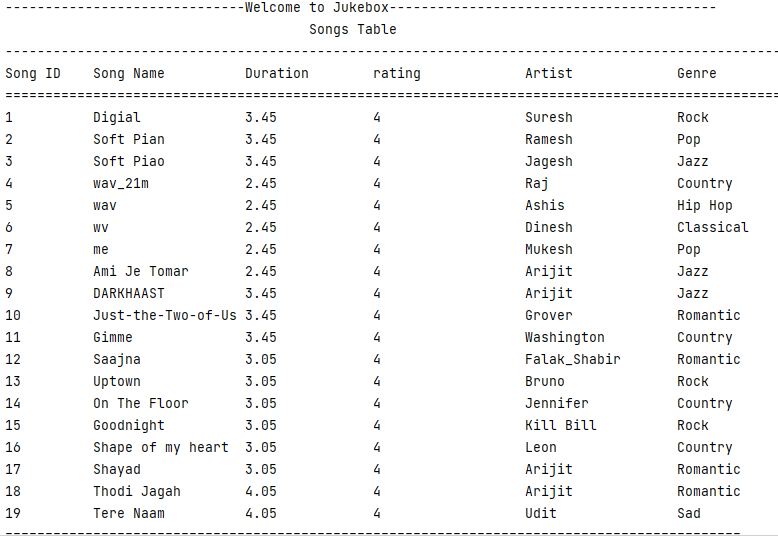 ------------------------------Welcome to Jukebox-----------------------------------------
Songs Table
-------------------------------------------------------------------------------------------------
Song ID    Song Name          Duration        rating             Artist             Genre
=================================================================================================
1          Digial             3.45            4                  Suresh             Rock
2          Soft Pian          3.45            4                  Ramesh             Pop
3          Soft Piao          3.45            4                  Jagesh             Jazz
4          wav_21m            2.45            4                  Raj                Country
5          wav                2.45            4                  Ashis              Hip Hop
6          wv                 2.45            4                  Dinesh             Classical
7          me                 2.45            4                  Mukesh             Pop
8          Ami Je Tomar       2.45            4                  Arijit             Jazz
9          DARKHAAST          3.45            4                  Arijit             Jazz
10         Just-the-Two-of-Us 3.45            4                  Grover             Romantic
11         Gimme              3.45            4                  Washington         Country
12         Saajna             3.05            4                  Falak_Shabir       Romantic
13         Uptown             3.05            4                  Bruno              Rock
14         On The Floor       3.05            4                  Jennifer           Country
15         Goodnight          3.05            4                  Kill Bill          Rock
16         Shape of my heart  3.05            4                  Leon               Country
17         Shayad             3.05            4                  Arijit             Romantic
18         Thodi Jagah        4.05            4                  Arijit             Romantic
19         Tere Naam          4.05            4                  Udit               Sad
--------------------------------------------------------------------------------------------